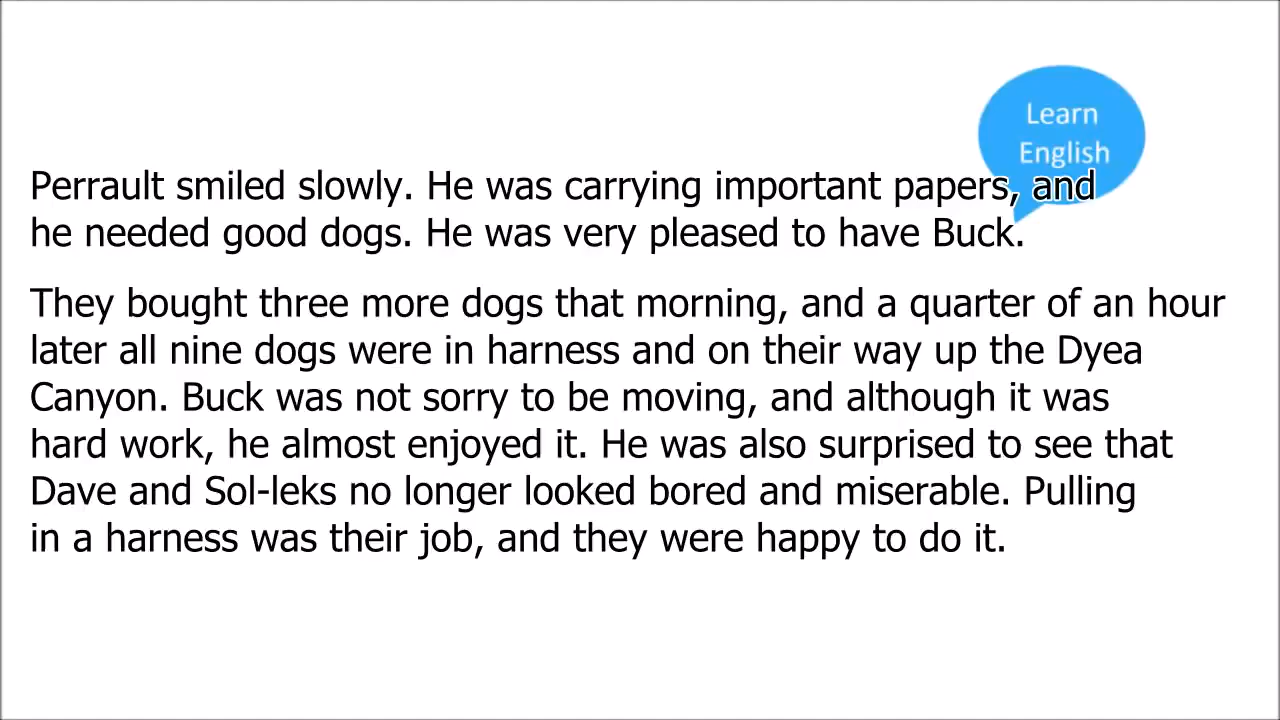 Learn
English
Perrault smiled slowly. He was carrying important papers, and
he needed good dogs. He was very pleased to have Buck.
They bought three more dogs that morning, and a quarter of an hour
later all nine dogs were in harness and on their way up the Dyea
Canyon. Buck was not sorry to be moving, and although it was
hard work, he almost enjoyed it. He was also surprised to see that
Dave and Sol-leks no longer looked bored and miserable. Pulling
in a harness was their job, and they were happy to do it.